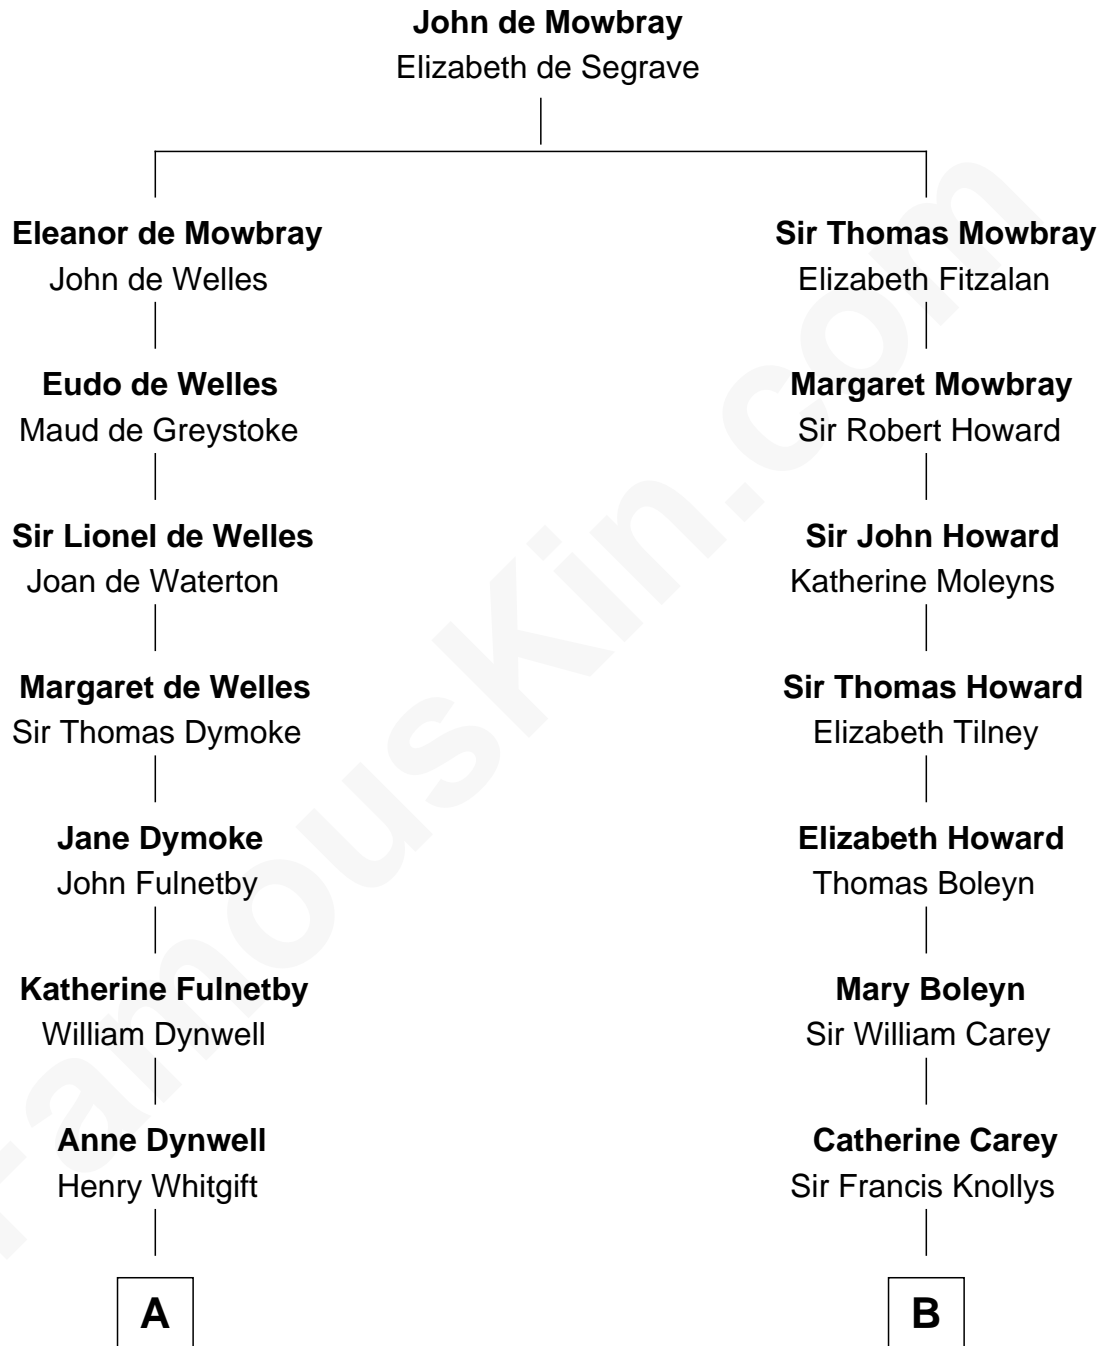 John de Mowbray
Elizabeth de Segrave
Eleanor de Mowbray
John de Welles
Sir Thomas Mowbray
Elizabeth Fitzalan
Eudo de Welles
Maud de Greystoke
Margaret Mowbray
Sir Robert Howard
Sir Lionel de Welles
Joan de Waterton
Sir John Howard
Katherine Moleyns
Margaret de Welles
Sir Thomas Dymoke
Sir Thomas Howard
Elizabeth Tilney
Jane Dymoke
John Fulnetby
Elizabeth Howard
Thomas Boleyn
Katherine Fulnetby
William Dynwell
Mary Boleyn
Sir William Carey
Anne Dynwell
Henry Whitgift
Catherine Carey
Sir Francis Knollys
A
B
FamousKin.com